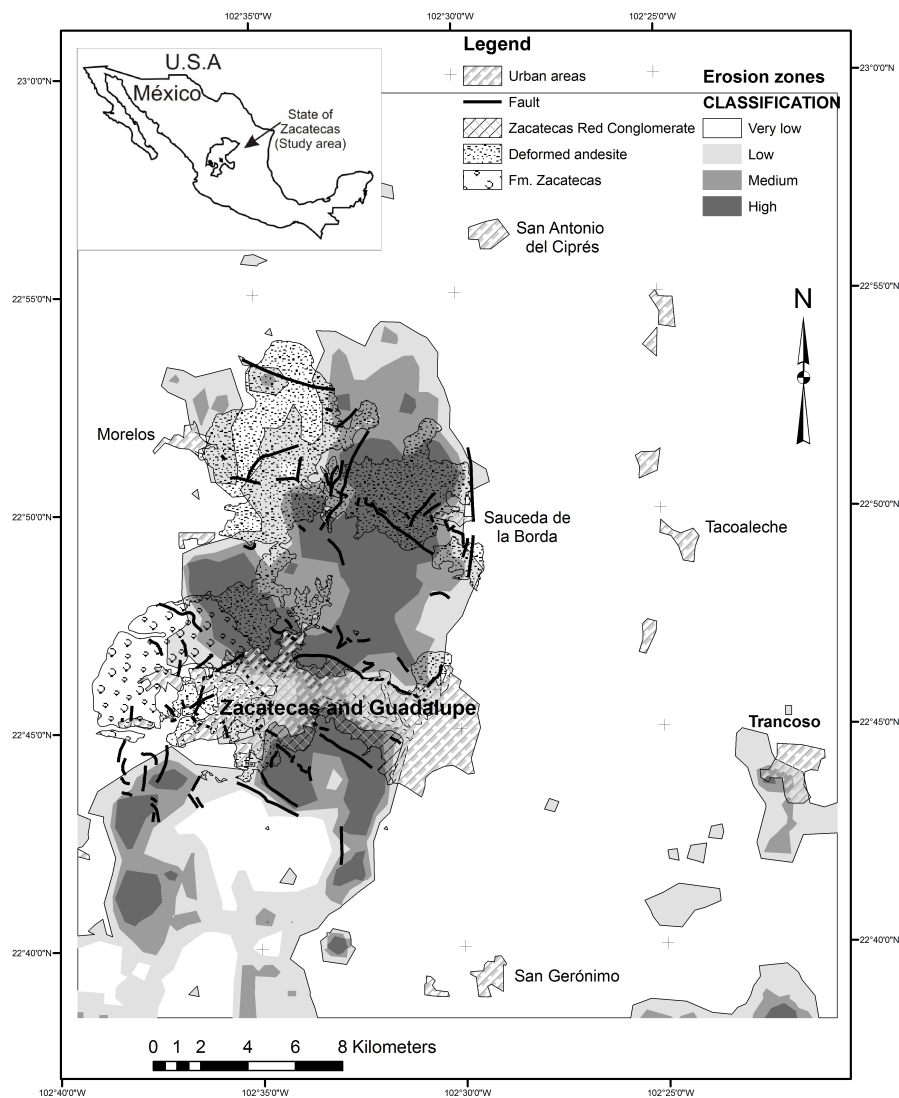 102°35'0"W
102°30'0"W
102°25'0"W
23°0'0"N
23°0'0"N
22°55'0"N
22°55'0"N
22°50'0"N
22°50'0"N
22°45'0"N
22°45'0"N
22°40'0"N
22°40'0"N
102°40'0"W
102°35'0"W
102°30'0"W
102°25'0"W
U.S.A
México
State of
Zacatecas
(Study area)
Legend
Urban areas
Fault
Zacatecas Red Conglomerate
Deformed andesite
Fm. Zacatecas
Erosion zones
CLASSIFICATION
Very low
Low
Medium
High
San Antonio
del Ciprés
N
Morelos
Sauceda de
la Borda
Tacoaleche
Zacatecas and Guadalupe
Trancoso
San Gerónimo
0 1 2 4 6 8 Kilometers